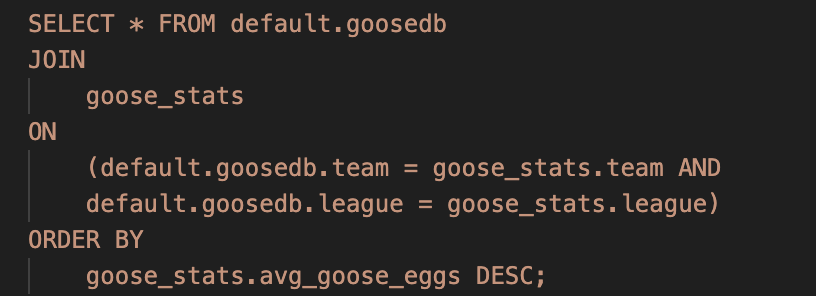 SELECT * FROM default.goosedb
JOIN
goose_stats
ON
(default.goosedb.team = goose_stats.team AND
default.goosedb.league = goose_stats.league)
ORDER BY
goose_stats.avg_goose_eggs DESC;